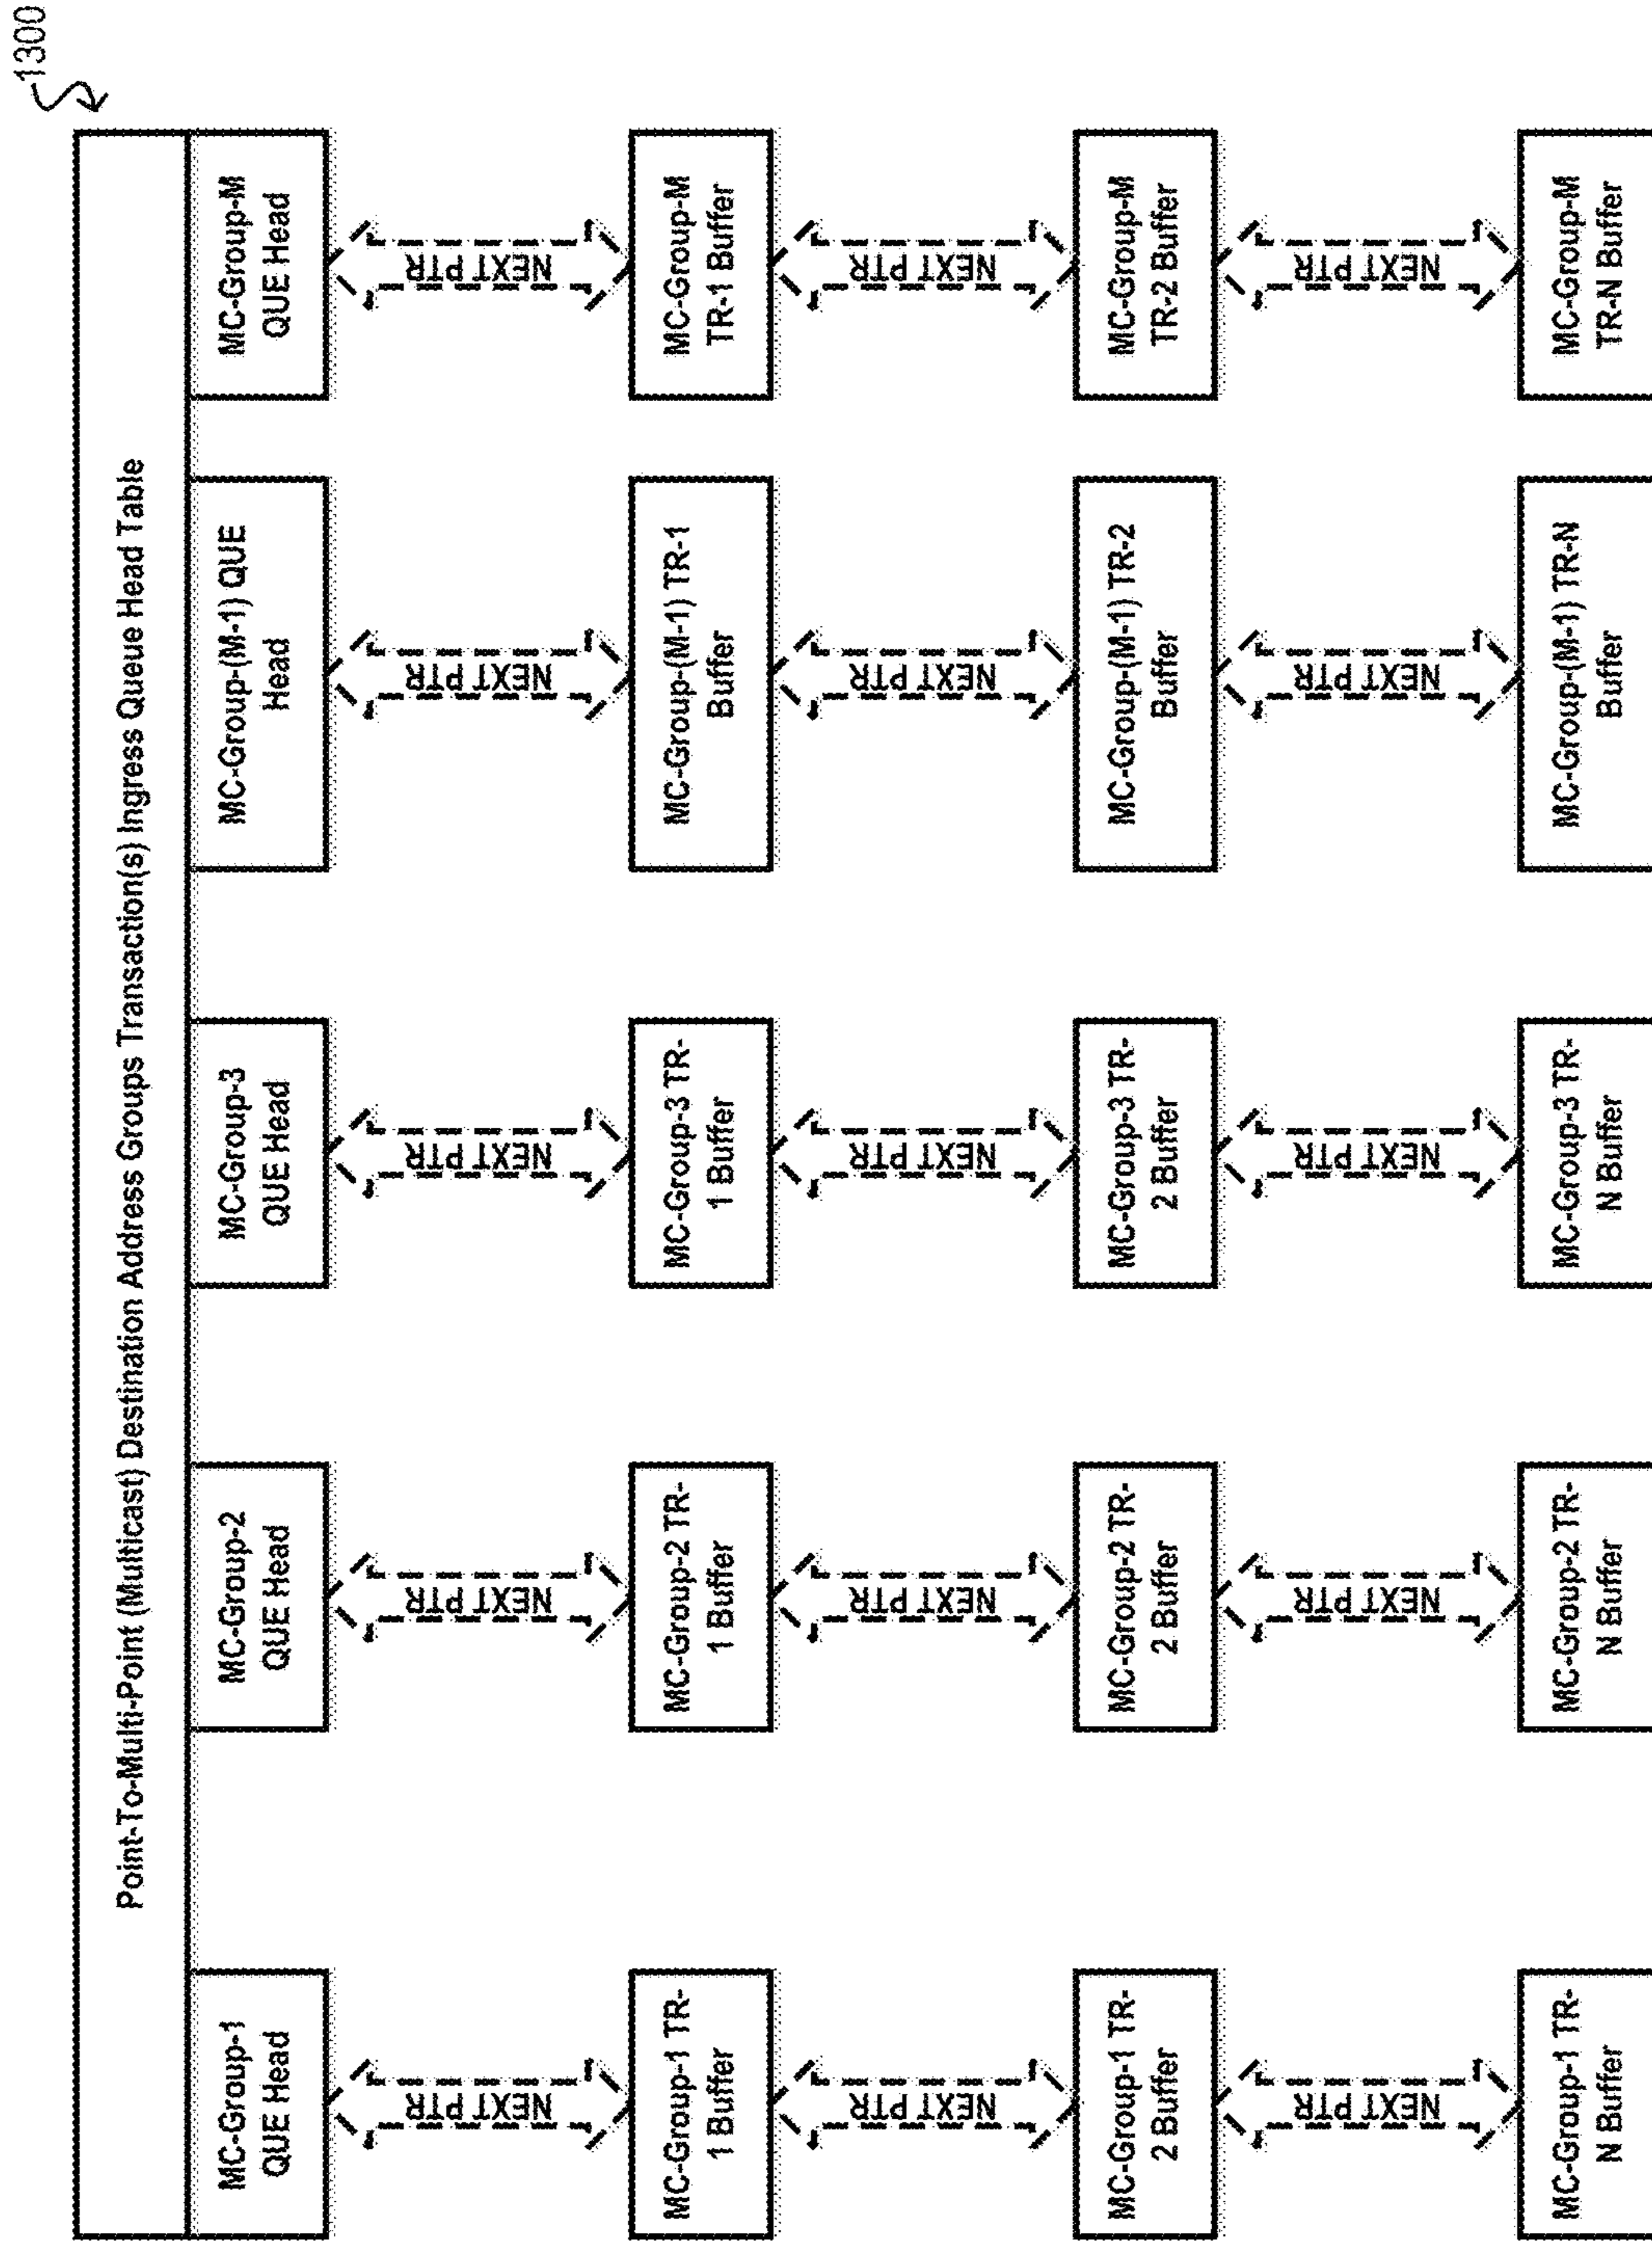 1300
Point-To-Multi-Point (Multicast) Destination Address Groups Transaction(s) Ingress Queue Head Table
MC-Group-1
QUE Head
MC-Group-2
QUE Head
MC-Group-3
QUE Head
MC-Group-(M-1) QUE
Head
MC-Group-M
QUE Head
NEXT PTR
NEXT PTR
NEXT PTR
NEXT PTR
NEXT PTR
MC-Group-1 TR-
1 Buffer
MC-Group-2 TR-
1 Buffer
MC-Group-3 TR-
1 Buffer
MC-Group-(M-1) TR-1
Buffer
MC-Group-M
TR-1 Buffer
NEXT PTR
NEXT PTR
NEXT PTR
NEXT PTR
NEXT PTR
MC-Group-1 TR-
2 Buffer
MC-Group-2 TR-
2 Buffer
MC-Group-3 TR-
2 Buffer
MC-Group-(M-1) TR-2
Buffer
MC-Group-M
TR-2 Buffer
NEXT PTR
NEXT PTR
NEXT PTR
NEXT PTR
NEXT PTR
MC-Group-1 TR-
N Buffer
MC-Group-2 TR-
N Buffer
MC-Group-3 TR-
N Buffer
MC-Group-(M-1) TR-N
Buffer
MC-Group-M
TR-N Buffer